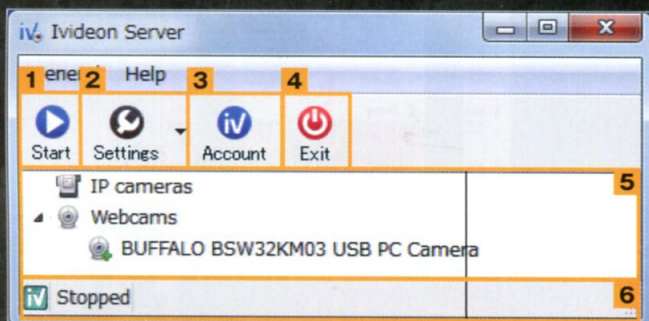 Ivideon Server
1 2 3 4
Help
Start Settings Account Exit
IP cameras
5
Webcams
BUFFALO BSW32KM03 USB PC Camera
Stopped
6